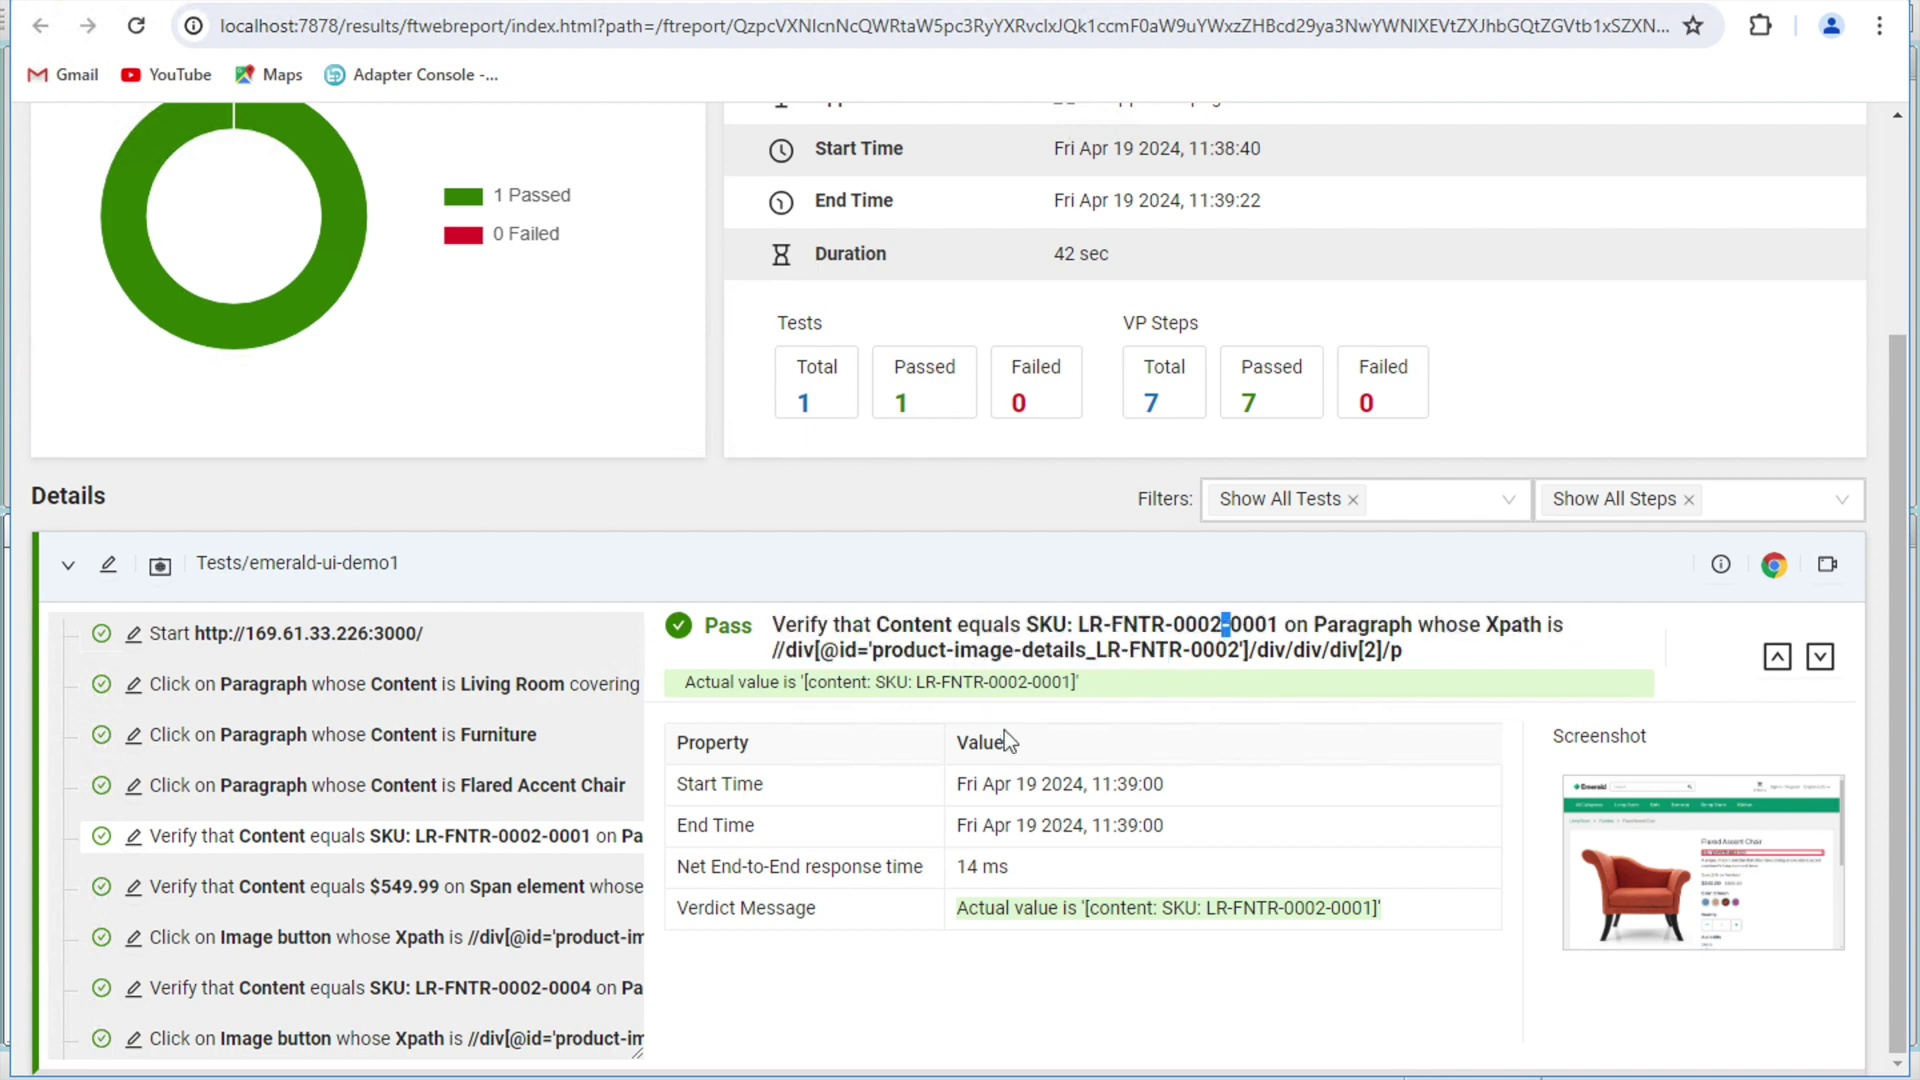 localhost:7878/results/ftwebreport/index.html?path=/ftreport/QzpcVXNlcnNcQWRtaW5pc3RyYXRvclxJQk1ccmF0aW9uYWxzZHBcd29ya3NwYWNlXEVtZXJhbGQtZGVtb1xSZXN...
Gmail
YouTube
Maps
Adapter Console -...
1 Passed
0 Failed
Start Time Fri Apr 19 2024, 11:38:40
End Time Fri Apr 19 2024, 11:39:22
Duration 42 sec
Tests
VP Steps
Total Passed Failed Total Passed Failed
1 1 0 7 7 0
Details
Filters: Show All Tests Show All Steps
Tests/emerald-ui-demo1
Start http://169.61.33.226:3000/
Click on Paragraph whose Content is Living Room covering
Click on Paragraph whose Content is Furniture
Click on Paragraph whose Content is Flared Accent Chair
Verify that Content equals SKU: LR-FNTR-0002-0001 on Pa
Verify that Content equals $549.99 on Span element whose
Click on Image button whose Xpath is //div[@id='product-im
Verify that Content equals SKU: LR-FNTR-0002-0004 on Pa
Click on Image button whose Xpath is //div[@id='product-im
Pass
Verify that Content equals SKU: LR-FNTR-0002-0001 on Paragraph whose Xpath is
//div[@id='product-image-details_LR-FNTR-0002']/div/div/div[2]/p
Actual value is '[content: SKU: LR-FNTR-0002-0001]'
Property Value
Start Time Fri Apr 19 2024, 11:39:00
End Time Fri Apr 19 2024, 11:39:00
Net End-to-End response time 14 ms
Verdict Message Actual value is '[content: SKU: LR-FNTR-0002-0001]'
Screenshot
Emerald
Flared Accent Chair